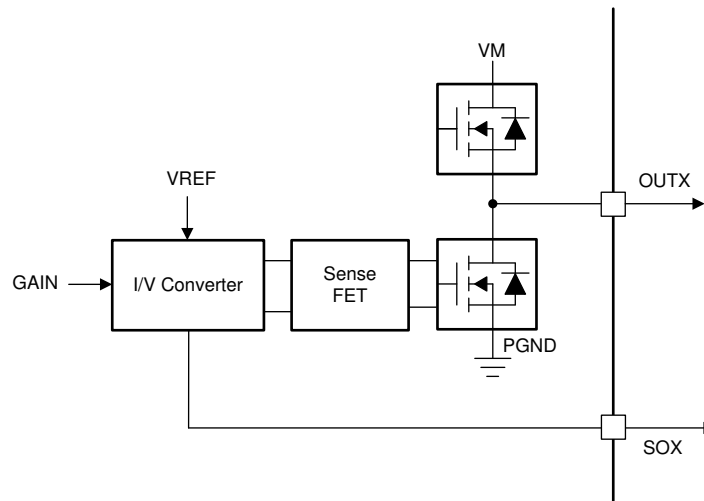 VM
VREF
OUTX
GAIN
I/V Converter
Sense
FET
PGND
SOX